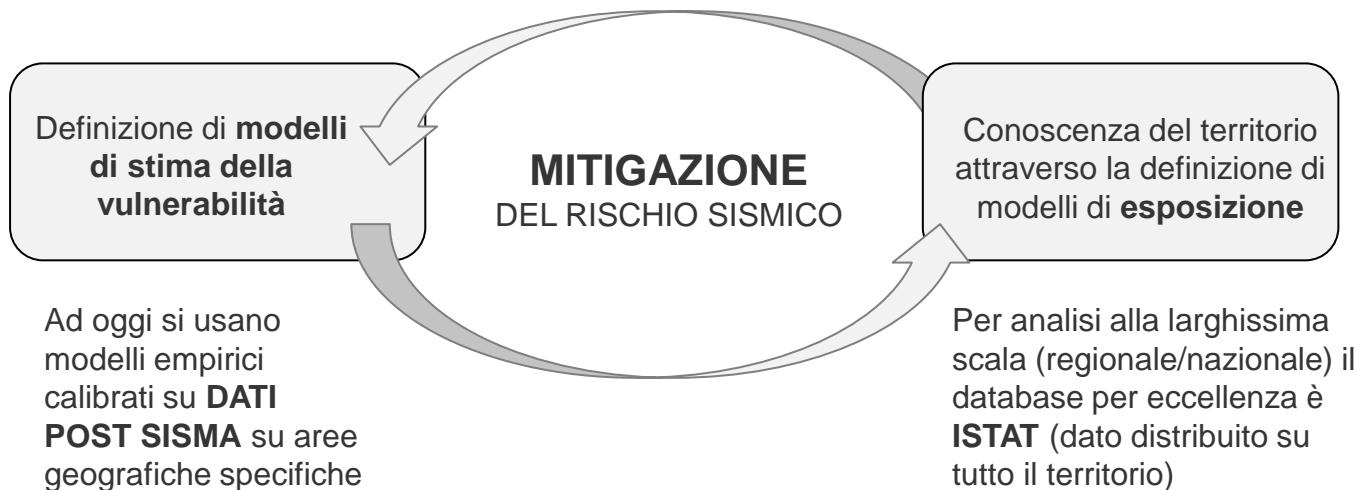 Definizione di modelli
di stima della
vulnerabilità
MITIGAZIONE
DEL RISCHIO SISMICO
Conoscenza del territorio
attraverso la definizione di
modelli di esposizione
Ad oggi si usano
modelli empirici
calibrati su DATI
POST SISMA su aree
geografiche specifiche
Per analisi alla larghissima
scala (regionale/nazionale) il
database per eccellenza è
ISTAT (dato distribuito su
tutto il territorio)